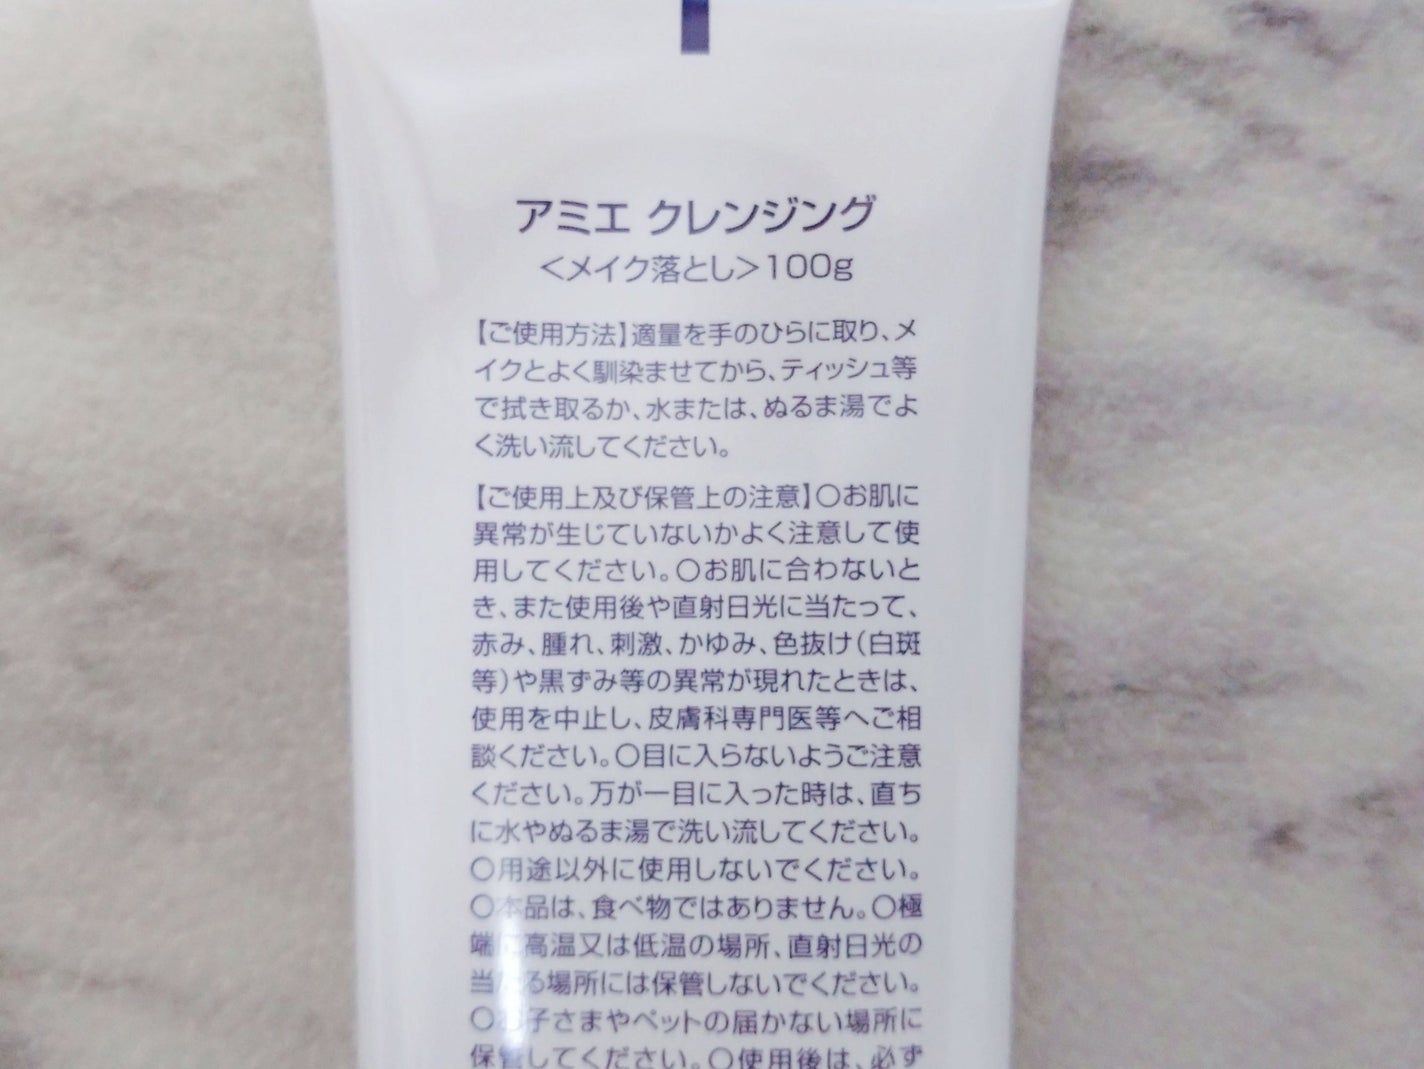 アミエ クレンジング
＜メイク落とし＞100g
【ご使用方法】適量を手のひらに取り、メ
イクとよく馴染ませてから、ティッシュ等
で拭き取るか、水または、ぬるま湯でよ
く洗い流してください。
【ご使用上及び保管上の注意】○お肌に
異常が生じていないかよく注意して使
用してください。○お肌に合わないと
き、また使用後や直射日光に当たって、
赤み、腫れ、刺激、かゆみ、色抜け（白斑
等）や黒ずみ等の異常が現れたときは、
使用を中止し、皮膚科専門医等へご相
談ください。○目に入らないようご注意
ください。万が一目に入った時は、直ち
に水やぬるま湯で洗い流してください。
○用途以外に使用しないでください。
○本品は、食べ物ではありません。○極
端に高温又は低温の場所、直射日光の
当たる場所には保管しないでください。
○お子さまやペットの届かない場所に
保管してください。○使用後は、必ず